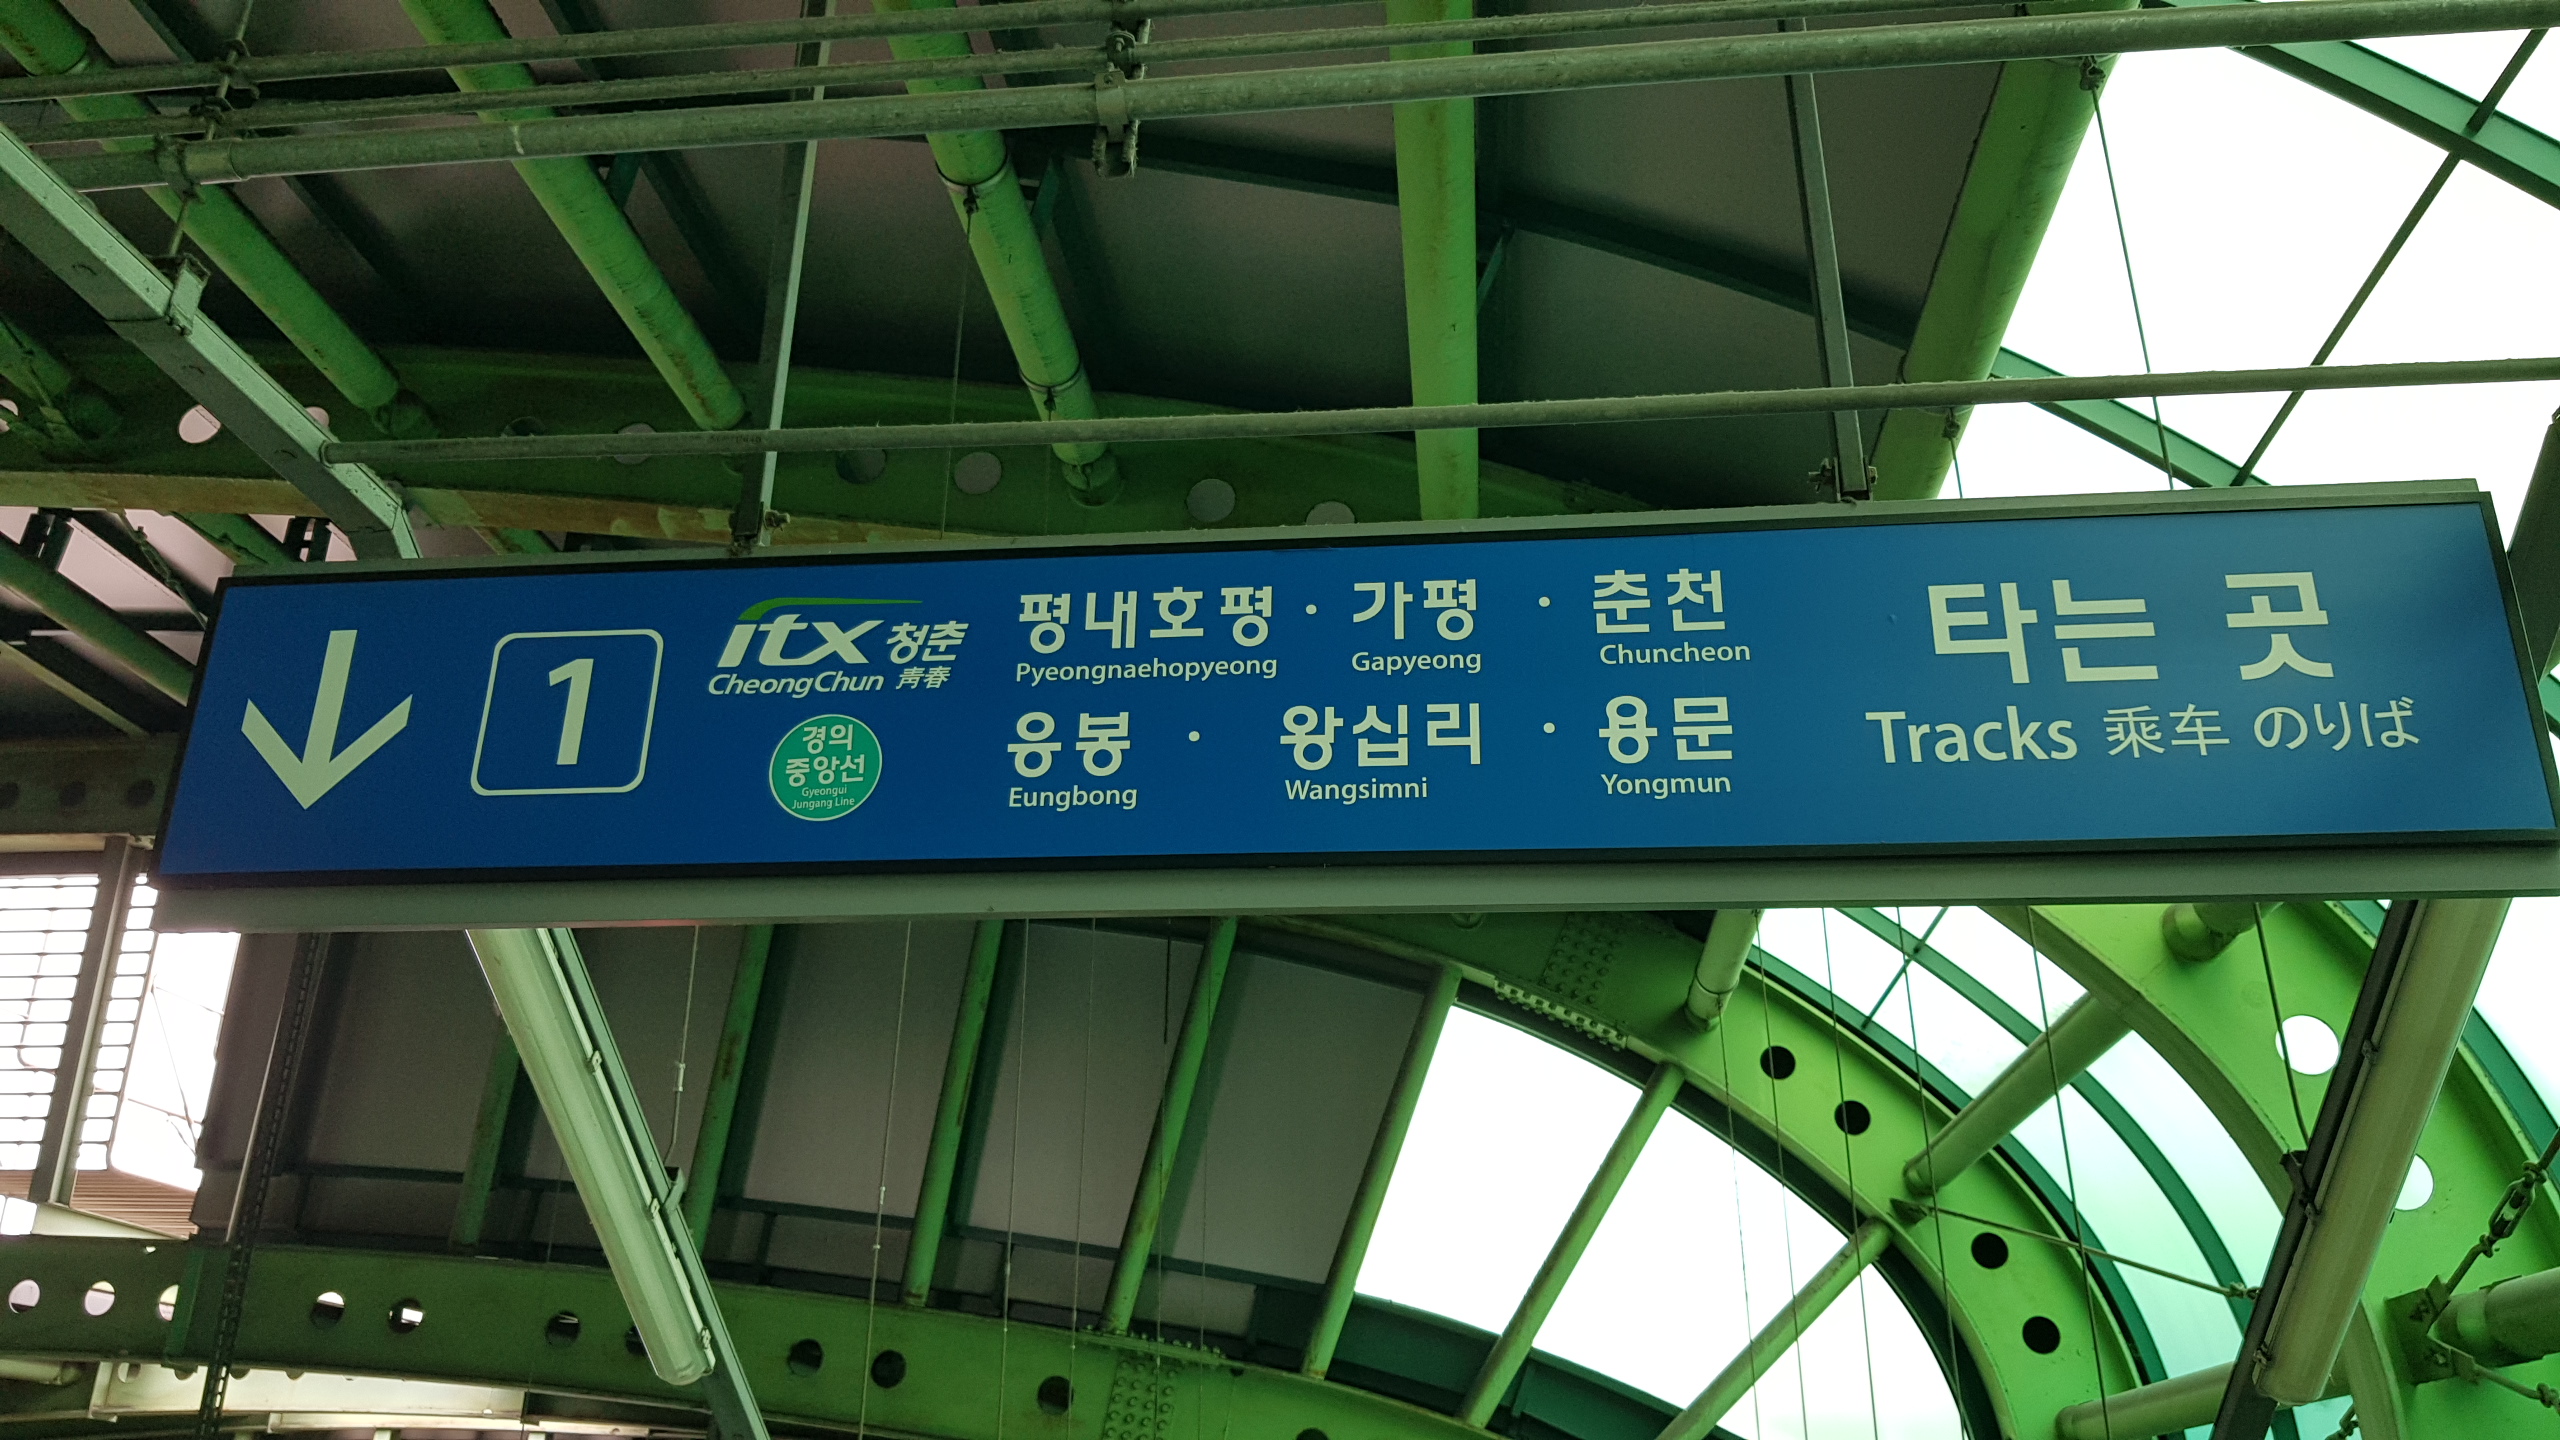 1
itx 청춘
CheongChun 靑春
평내호평 · 가평 · 춘천
Pyeongnaehopyeong Gapyeong Chuncheon
경의
중앙선
Gyeongui
Jungang Line
응봉 · 왕십리 · 용문
Eungbong Wangsimni Yongmun
타는 곳
Tracks 乘车 のりば